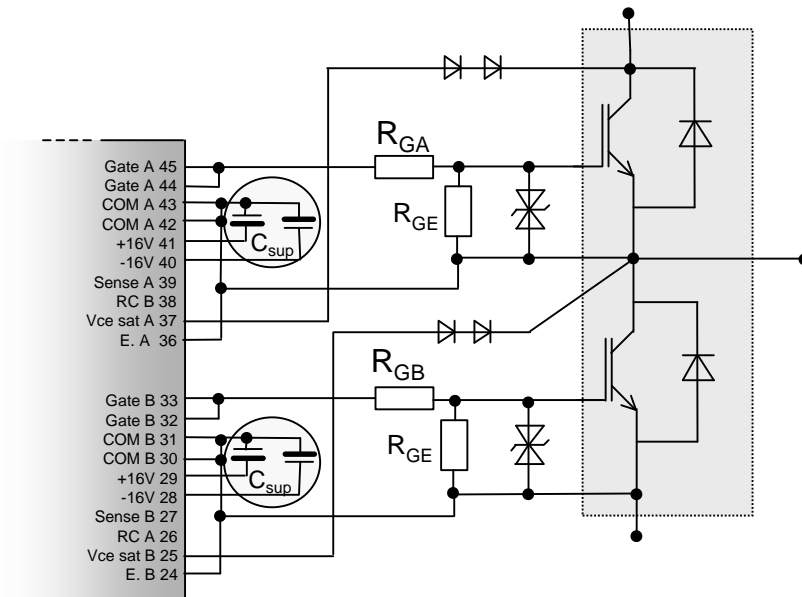 Gate A 45
Gate A 44
COM A 43
COM A 42
+16V 41
-16V 40
Sense A 39
RC B 38
Vce sat A 37
E. A 36
Csup
RGA
RGE
Gate B 33
Gate B 32
COM B 31
COM B 30
+16V 29
-16V 28
Sense B 27
RC A 26
Vce sat B 25
E. B 24
Csup
RGB
RGE